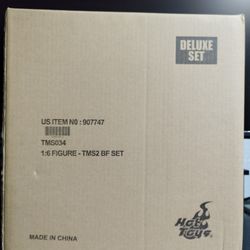 DELUXE
SET
US ITEM NO : 907747
TMS034
1:6 FIGURE - TMS2 BF SET
Hot
Toys
MADE IN CHINA